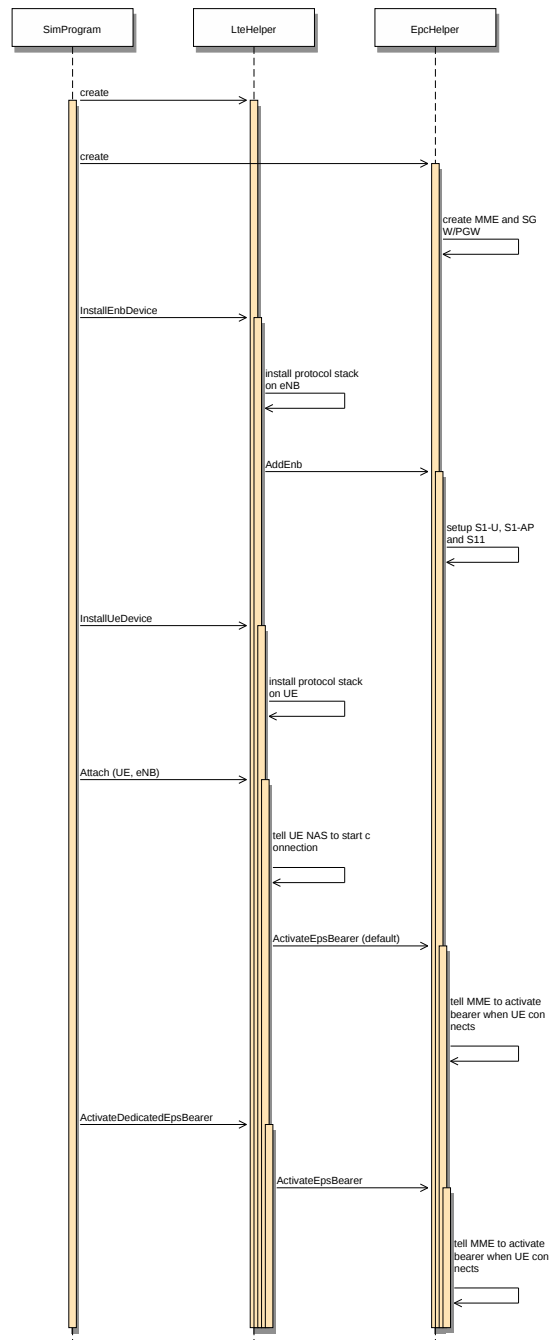 SimProgram
LteHelper
EpcHelper
create
create
create MME and SG
W/PGW
InstallEnbDevice
install protocol stack
on eNB
AddEnb
setup S1-U, S1-AP
and S11
InstallUeDevice
install protocol stack
on UE
Attach (UE, eNB)
tell UE NAS to start c
onnection
ActivateEpsBearer (default)
tell MME to activate
bearer when UE con
nects
ActivateDedicatedEpsBearer
ActivateEpsBearer
tell MME to activate
bearer when UE con
nects